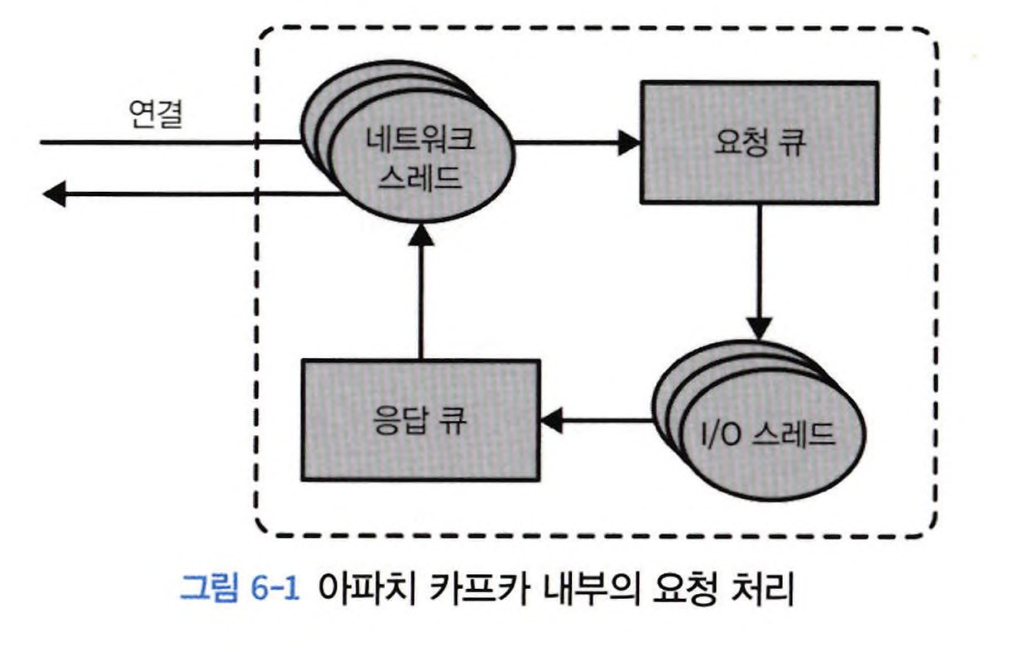 연결
네트워크
스레드
요청 큐
응답 큐
I/O 스레드
그림 6-1 아파치 카프카 내부의 요청 처리